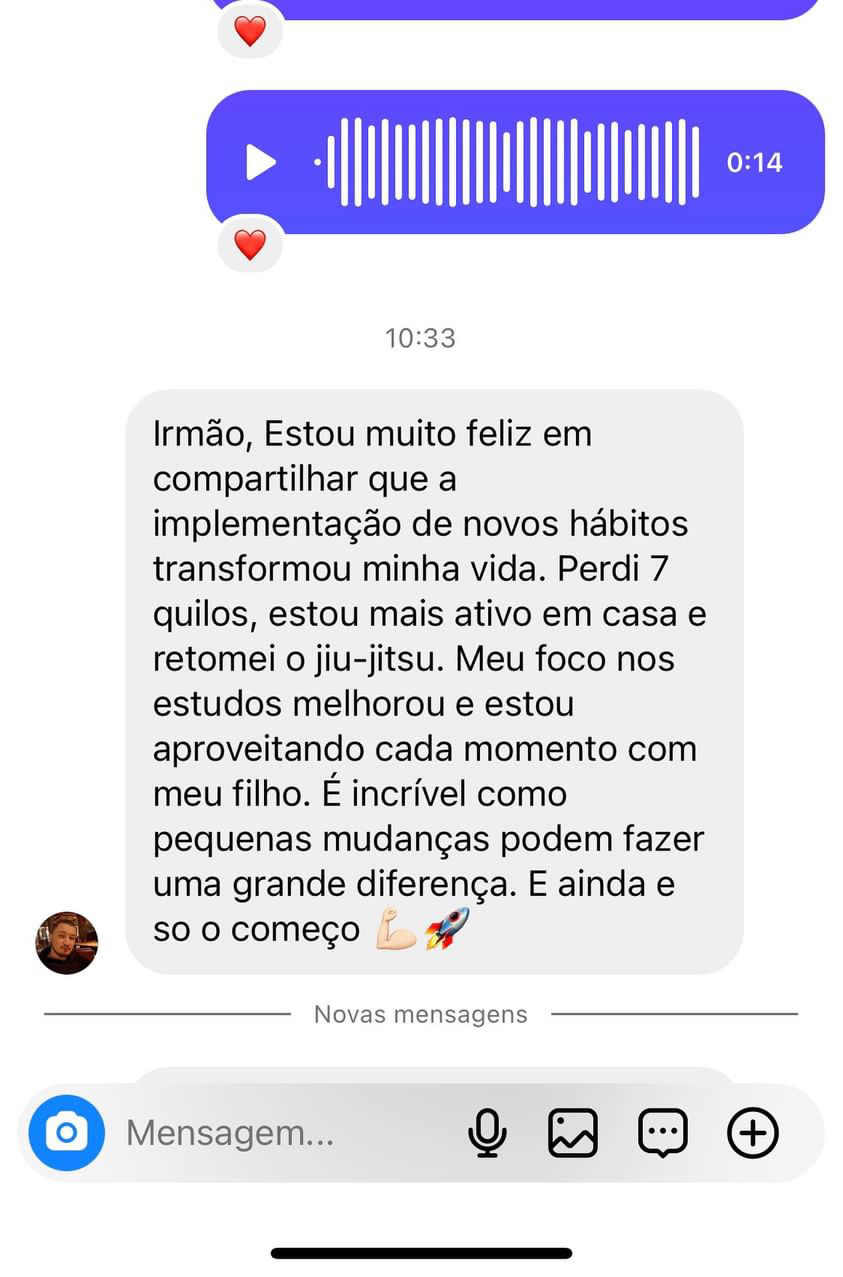 0:14
10:33
Irmão, Estou muito feliz em
compartilhar que a
implementação de novos hábitos
transformou minha vida. Perdi 7
quilos, estou mais ativo em casa e
retomei o jiu-jitsu. Meu foco nos
estudos melhorou e estou
aproveitando cada momento com
meu filho. É incrível como
pequenas mudanças podem fazer
uma grande diferença. E ainda e
so o começo 💪🏻🚀
Novas mensagens
Mensagem...